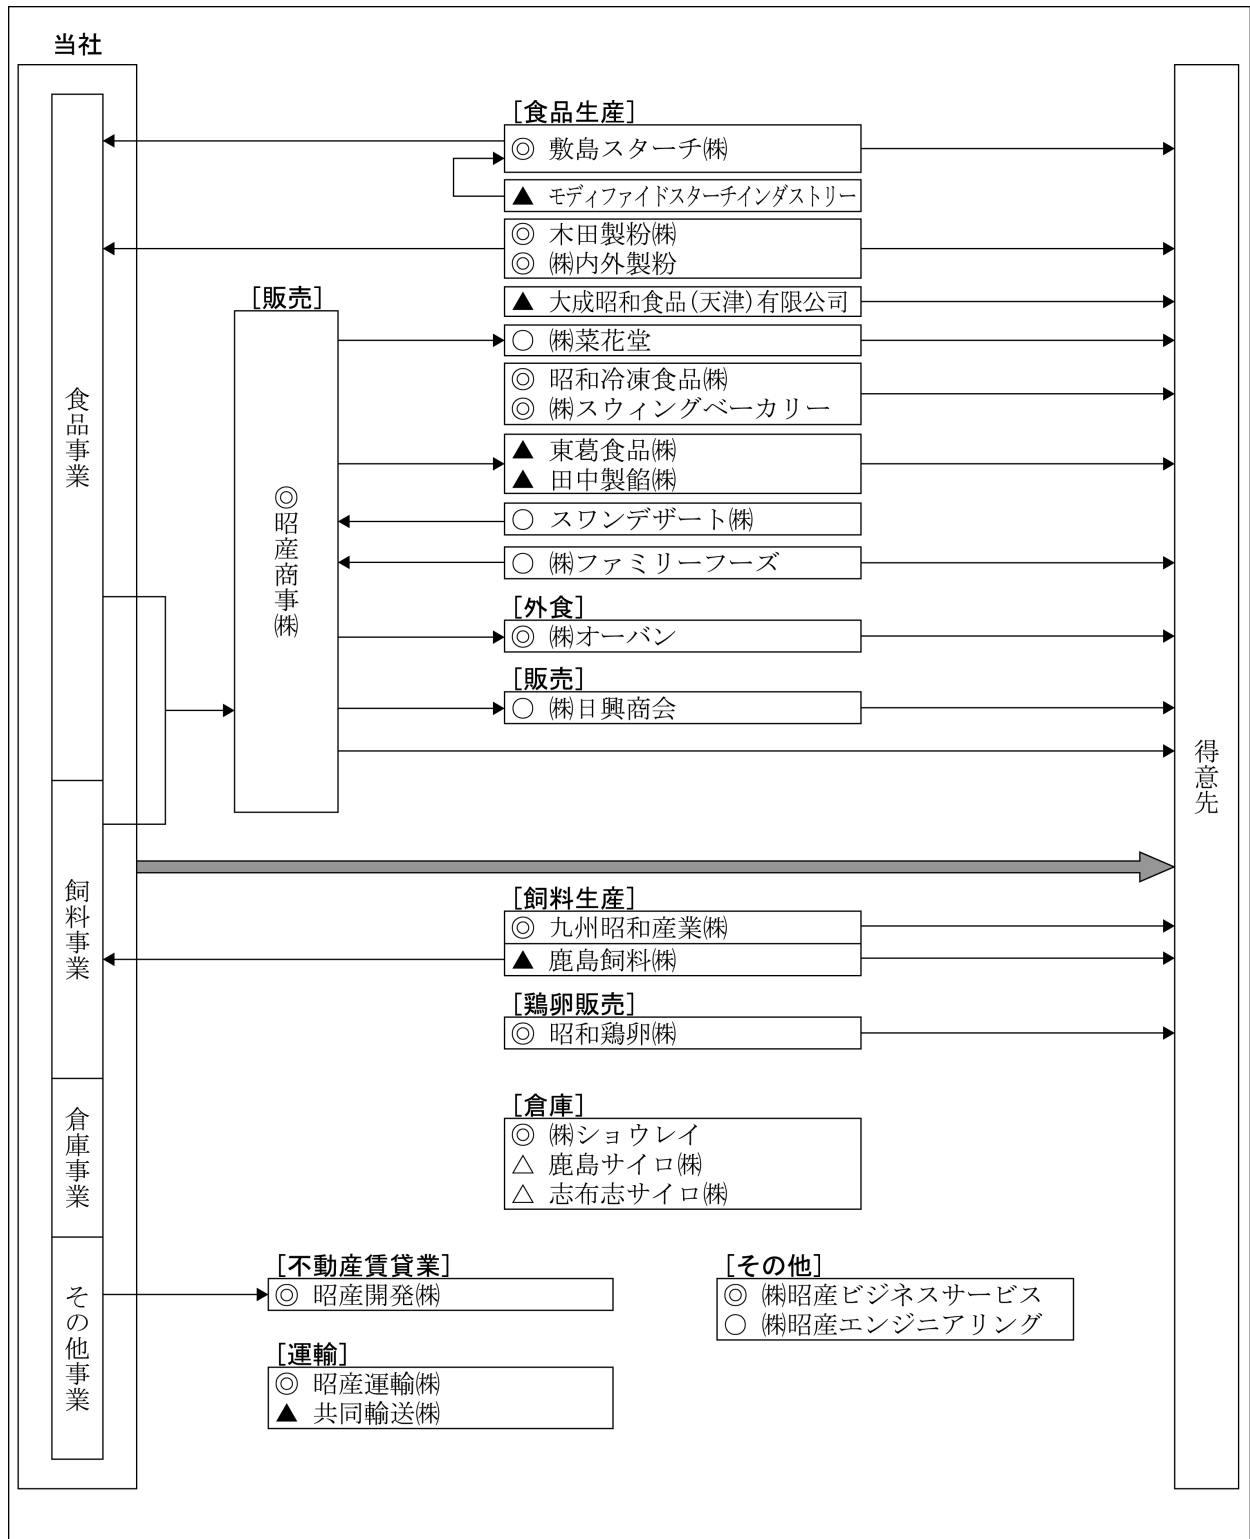 当社
食品事業
飼料事業
倉庫事業
その他事業
[販売]
◎昭産商事㈱
[食品生産]
◎ 敷島スターチ㈱
▲ モディファイドスターチインダストリー
◎ 木田製粉㈱
◎ ㈱内外製粉
▲ 大成昭和食品(天津)有限公司
○ ㈱菜花堂
◎ 昭和冷凍食品㈱
◎ ㈱スウィングベーカリー
▲ 東葛食品㈱
▲ 田中製餡㈱
○ スワンデザート㈱
○ ㈱ファミリーフーズ
[外食]
◎ ㈱オーバン
[販売]
○ ㈱日興商会
[飼料生産]
◎ 九州昭和産業㈱
▲ 鹿島飼料㈱
[鶏卵販売]
◎ 昭和鶏卵㈱
[倉庫]
◎ ㈱ショウレイ
△ 鹿島サイロ㈱
△ 志布志サイロ㈱
[不動産賃貸業]
◎ 昭産開発㈱
[運輸]
◎ 昭産運輸㈱
▲ 共同輸送㈱
[その他]
◎ ㈱昭産ビジネスサービス
○ ㈱昭産エンジニアリング
得意先